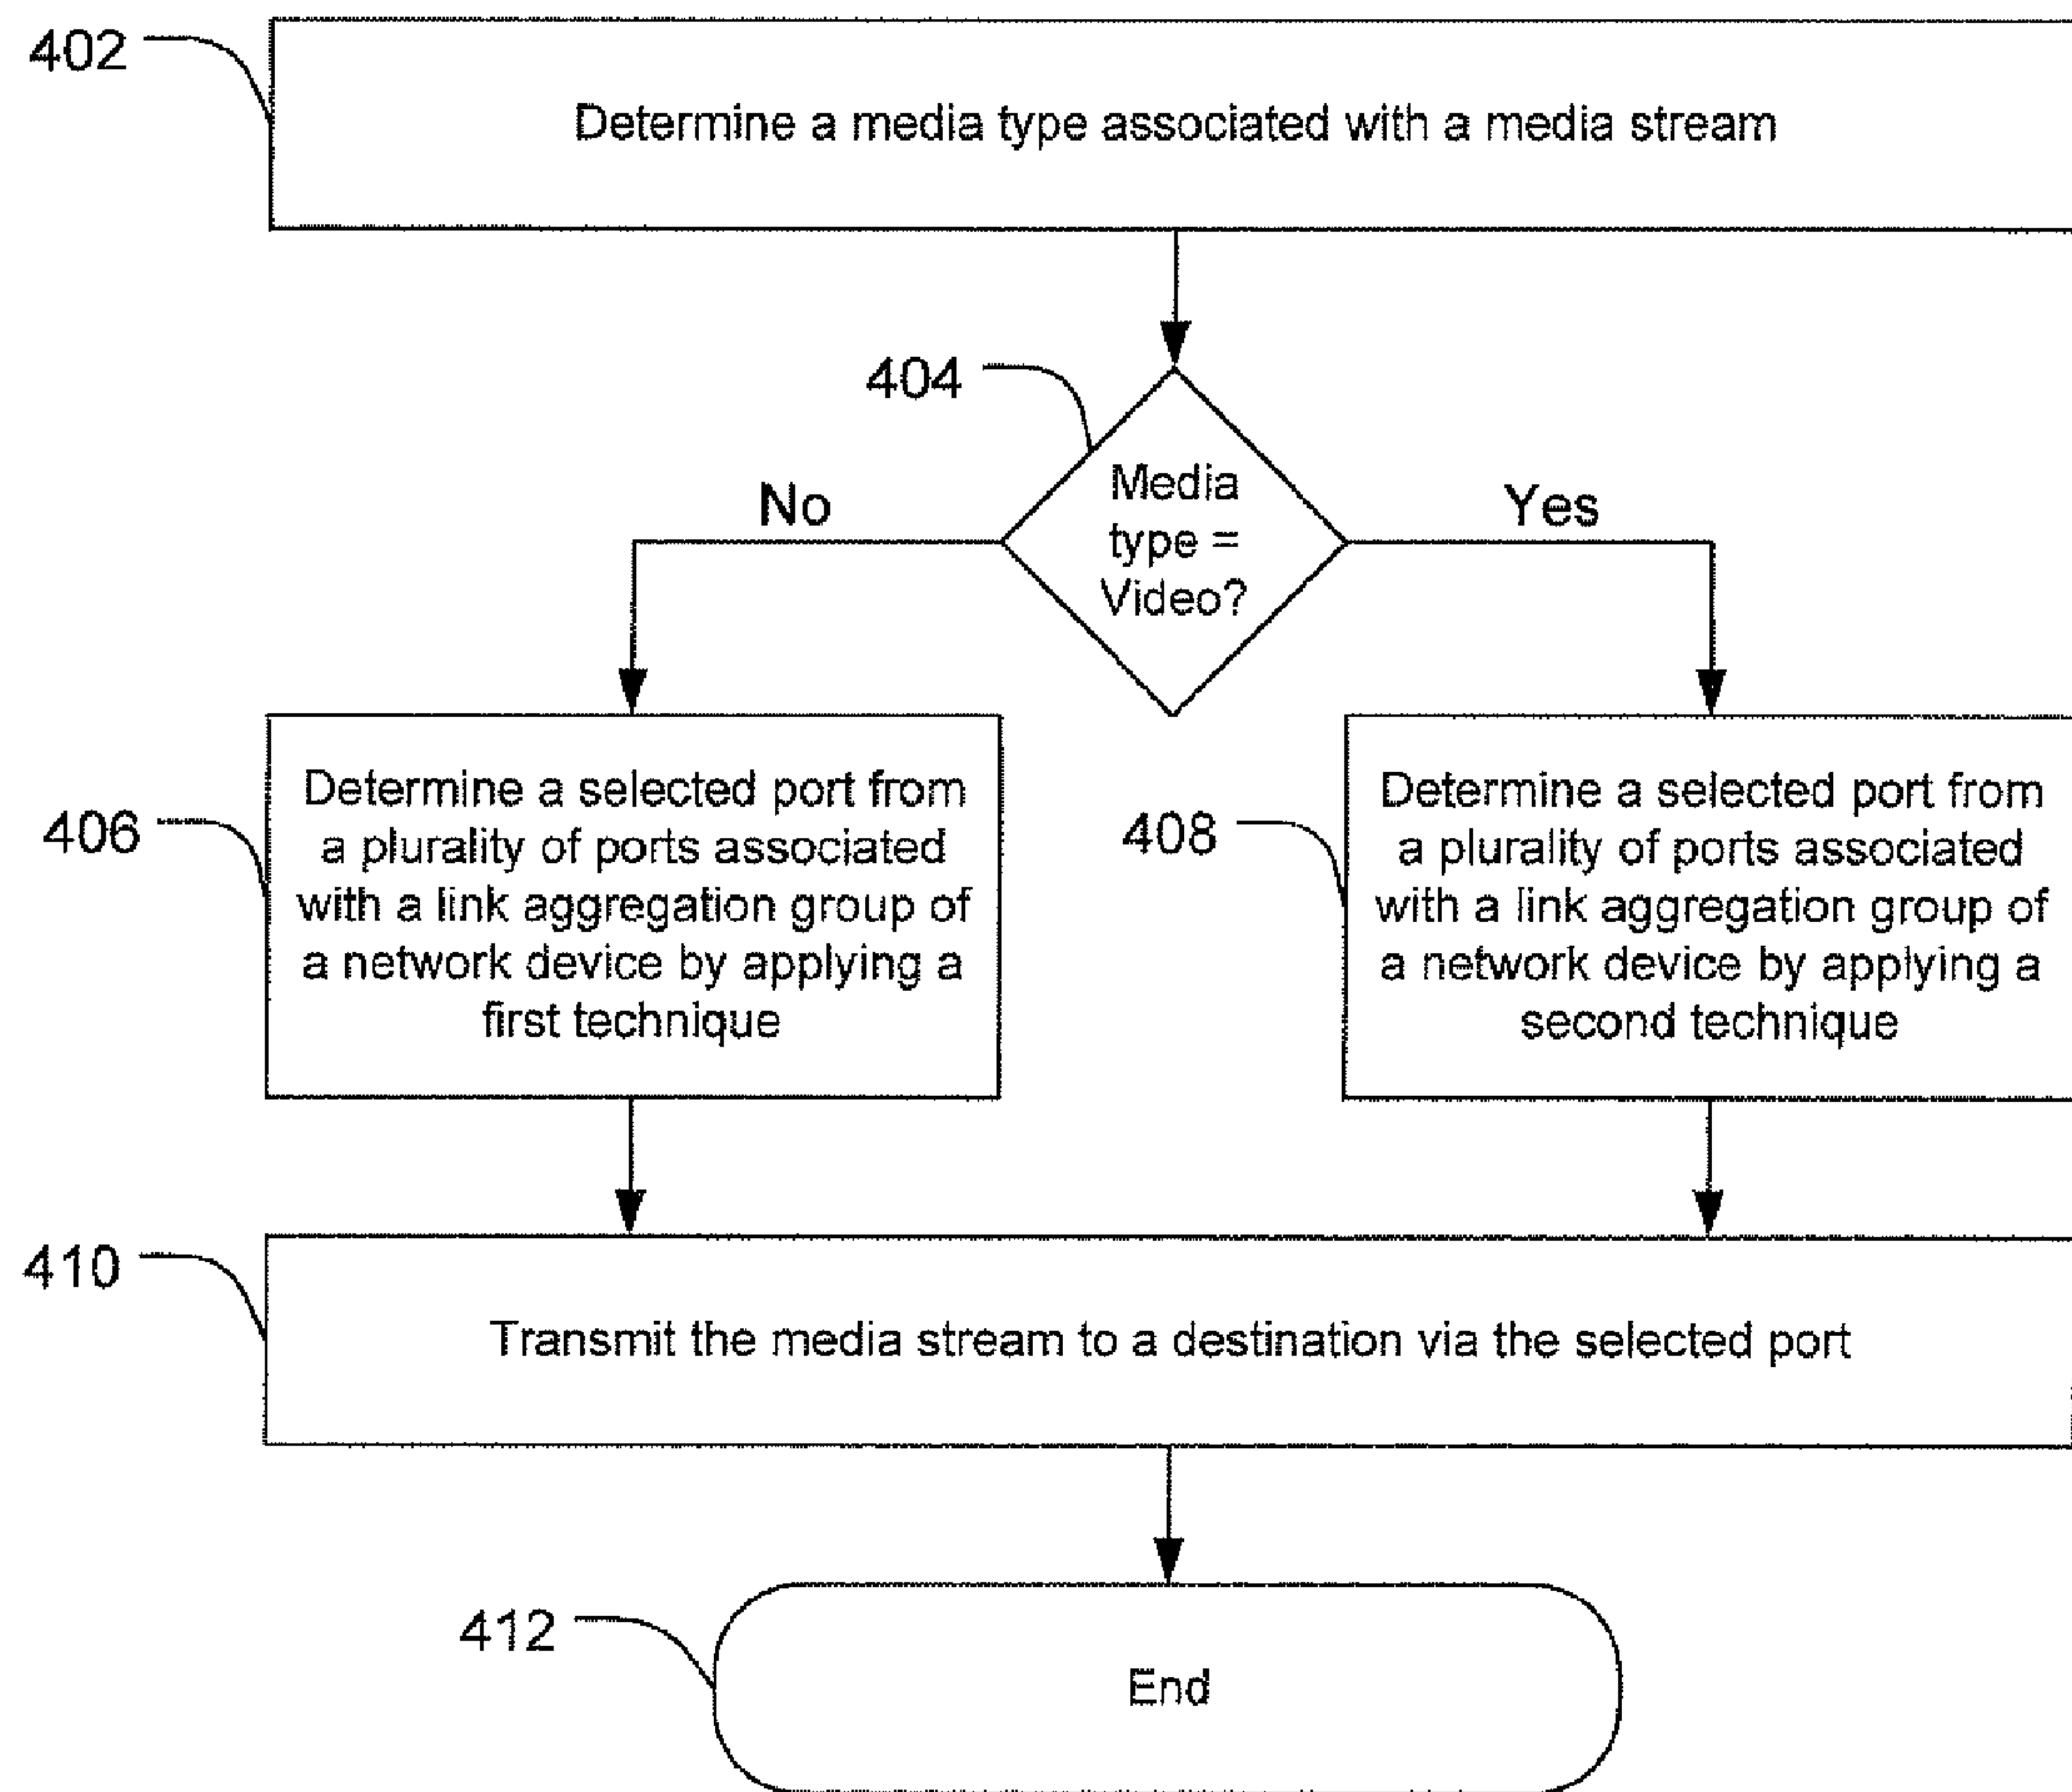 402
Determine a media type associated with a media stream
404
Media
type =
Video?
No
Yes
406
Determine a selected port from
a plurality of ports associated
with a link aggregation group of
a network device by applying a
first technique
408
Determine a selected port from
a plurality of ports associated
with a link aggregation group of
a network device by applying a
second technique
410
Transmit the media stream to a destination via the selected port
412
End